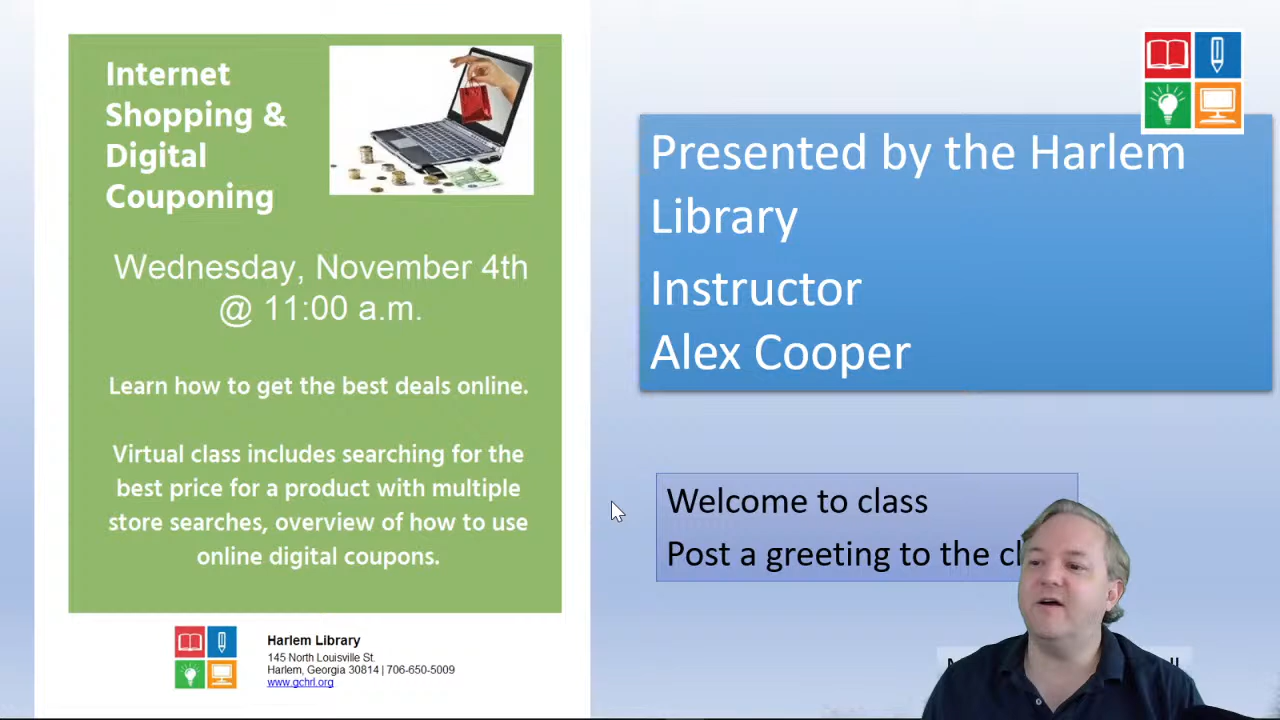 Internet
Shopping &
Digital
Couponing
Wednesday, November 4th
@ 11:00 a.m.
Learn how to get the best deals online.
Virtual class includes searching for the
best price for a product with multiple
store searches, overview of how to use
online digital coupons.
Harlem Library
145 North Louisville St.
Harlem, Georgia 30814 | 706-650-5009
www.gchrl.org
Presented by the Harlem
Library
Instructor
Alex Cooper
Welcome to class
Post a greeting to the